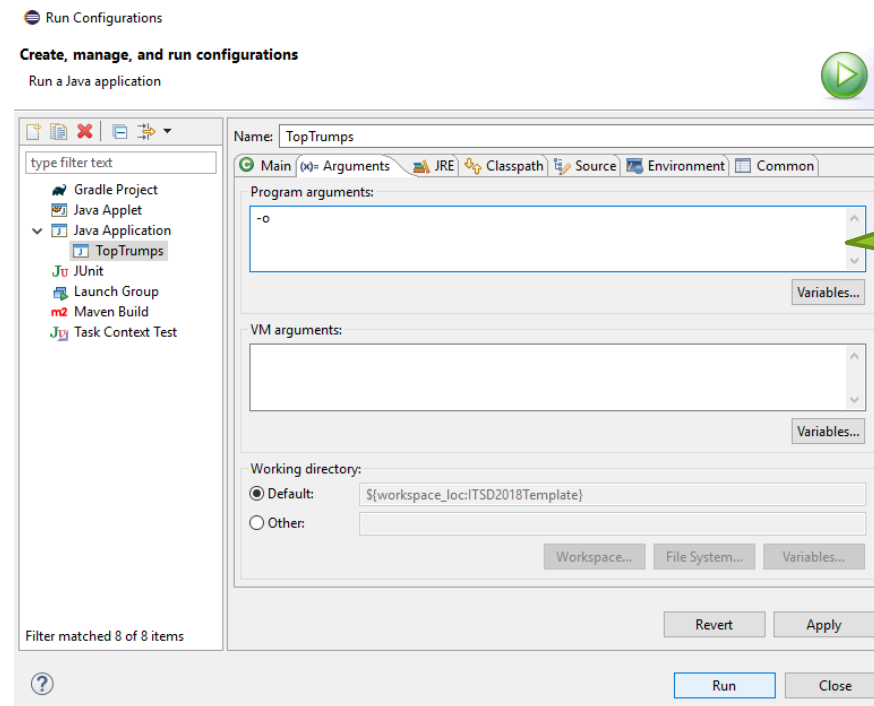 Run Configurations
Create, manage, and run configurations
Run a Java application
type filter text
Gradle Project
Java Applet
Java Application
TopTrumps
JUnit
Launch Group
m2 Maven Build
Task Context Test
Filter matched 8 of 8 items
Name: TopTrumps
Main (x)= Arguments JRE Classpath Source Environment Common
Program arguments:
-o
Variables...
VM arguments:
Variables...
Working directory:
Default: ${workspace_loc:ITSD2018Template}
Other:
Workspace... File System... Variables...
Revert Apply
? Run Close